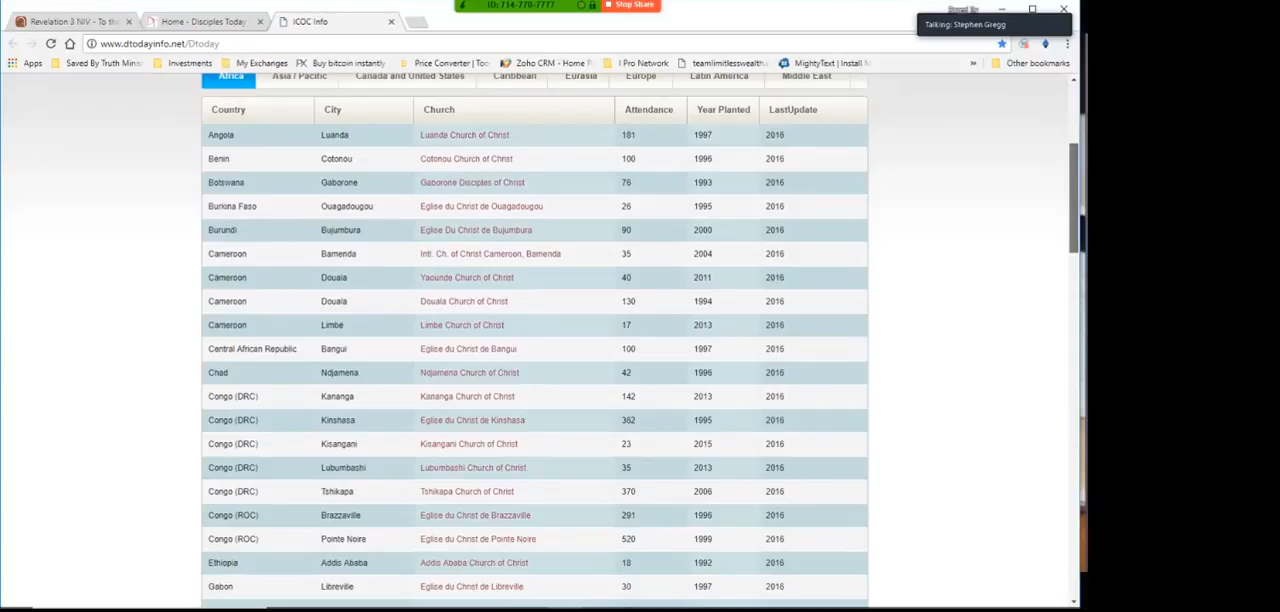 ID: 714-770-7777 Stop Share
Talking: Stephen Gregg
Revelation 3 NIV - To th
Home - Disciples Today
ICOC Info
www.dtodayinfo.net/Dtoday
Apps Saved By Truth Minis Investments My Exchanges Buy bitcoin instantly Price Converter | Too Zoho CRM - Home P I Pro Network teamlimitlesswealth. MightyText | Install M » Other bookmarks
Africa Asia / Pacific Canada and United States Caribbean Eurasia Europe Latin America Middle East
Country City Church Attendance Year Planted LastUpdate
Angola Luanda Luanda Church of Christ 181 1997 2016
Benin Cotonou Cotonou Church of Christ 100 1996 2016
Botswana Gaborone Gaborone Disciples of Christ 76 1993 2016
Burkina Faso Ouagadougou Eglise du Christ de Ouagadougou 26 1995 2016
Burundi Bujumbura Eglise Du Christ de Bujumbura 90 2000 2016
Cameroon Bamenda Intl. Ch. of Christ Cameroon, Bamenda 35 2004 2016
Cameroon Douala Yaounde Church of Christ 40 2011 2016
Cameroon Douala Douala Church of Christ 130 1994 2016
Cameroon Limbe Limbe Church of Christ 17 2013 2016
Central African Republic Bangui Eglise du Christ de Bangui 100 1997 2016
Chad Ndjamena Ndjamena Church of Christ 42 1996 2016
Congo (DRC) Kananga Kananga Church of Christ 142 2013 2016
Congo (DRC) Kinshasa Eglise du Christ de Kinshasa 362 1995 2016
Congo (DRC) Kisangani Kisangani Church of Christ 23 2015 2016
Congo (DRC) Lubumbashi Lubumbashi Church of Christ 35 2013 2016
Congo (DRC) Tshikapa Tshikapa Church of Christ 370 2006 2016
Congo (ROC) Brazzaville Eglise du Christ de Brazzaville 291 1996 2016
Congo (ROC) Pointe Noire Eglise du Christ de Pointe Noire 520 1999 2016
Ethiopia Addis Ababa Addis Ababa Church of Christ 18 1992 2016
Gabon Libreville Eglise du Christ de Libreville 30 1997 2016